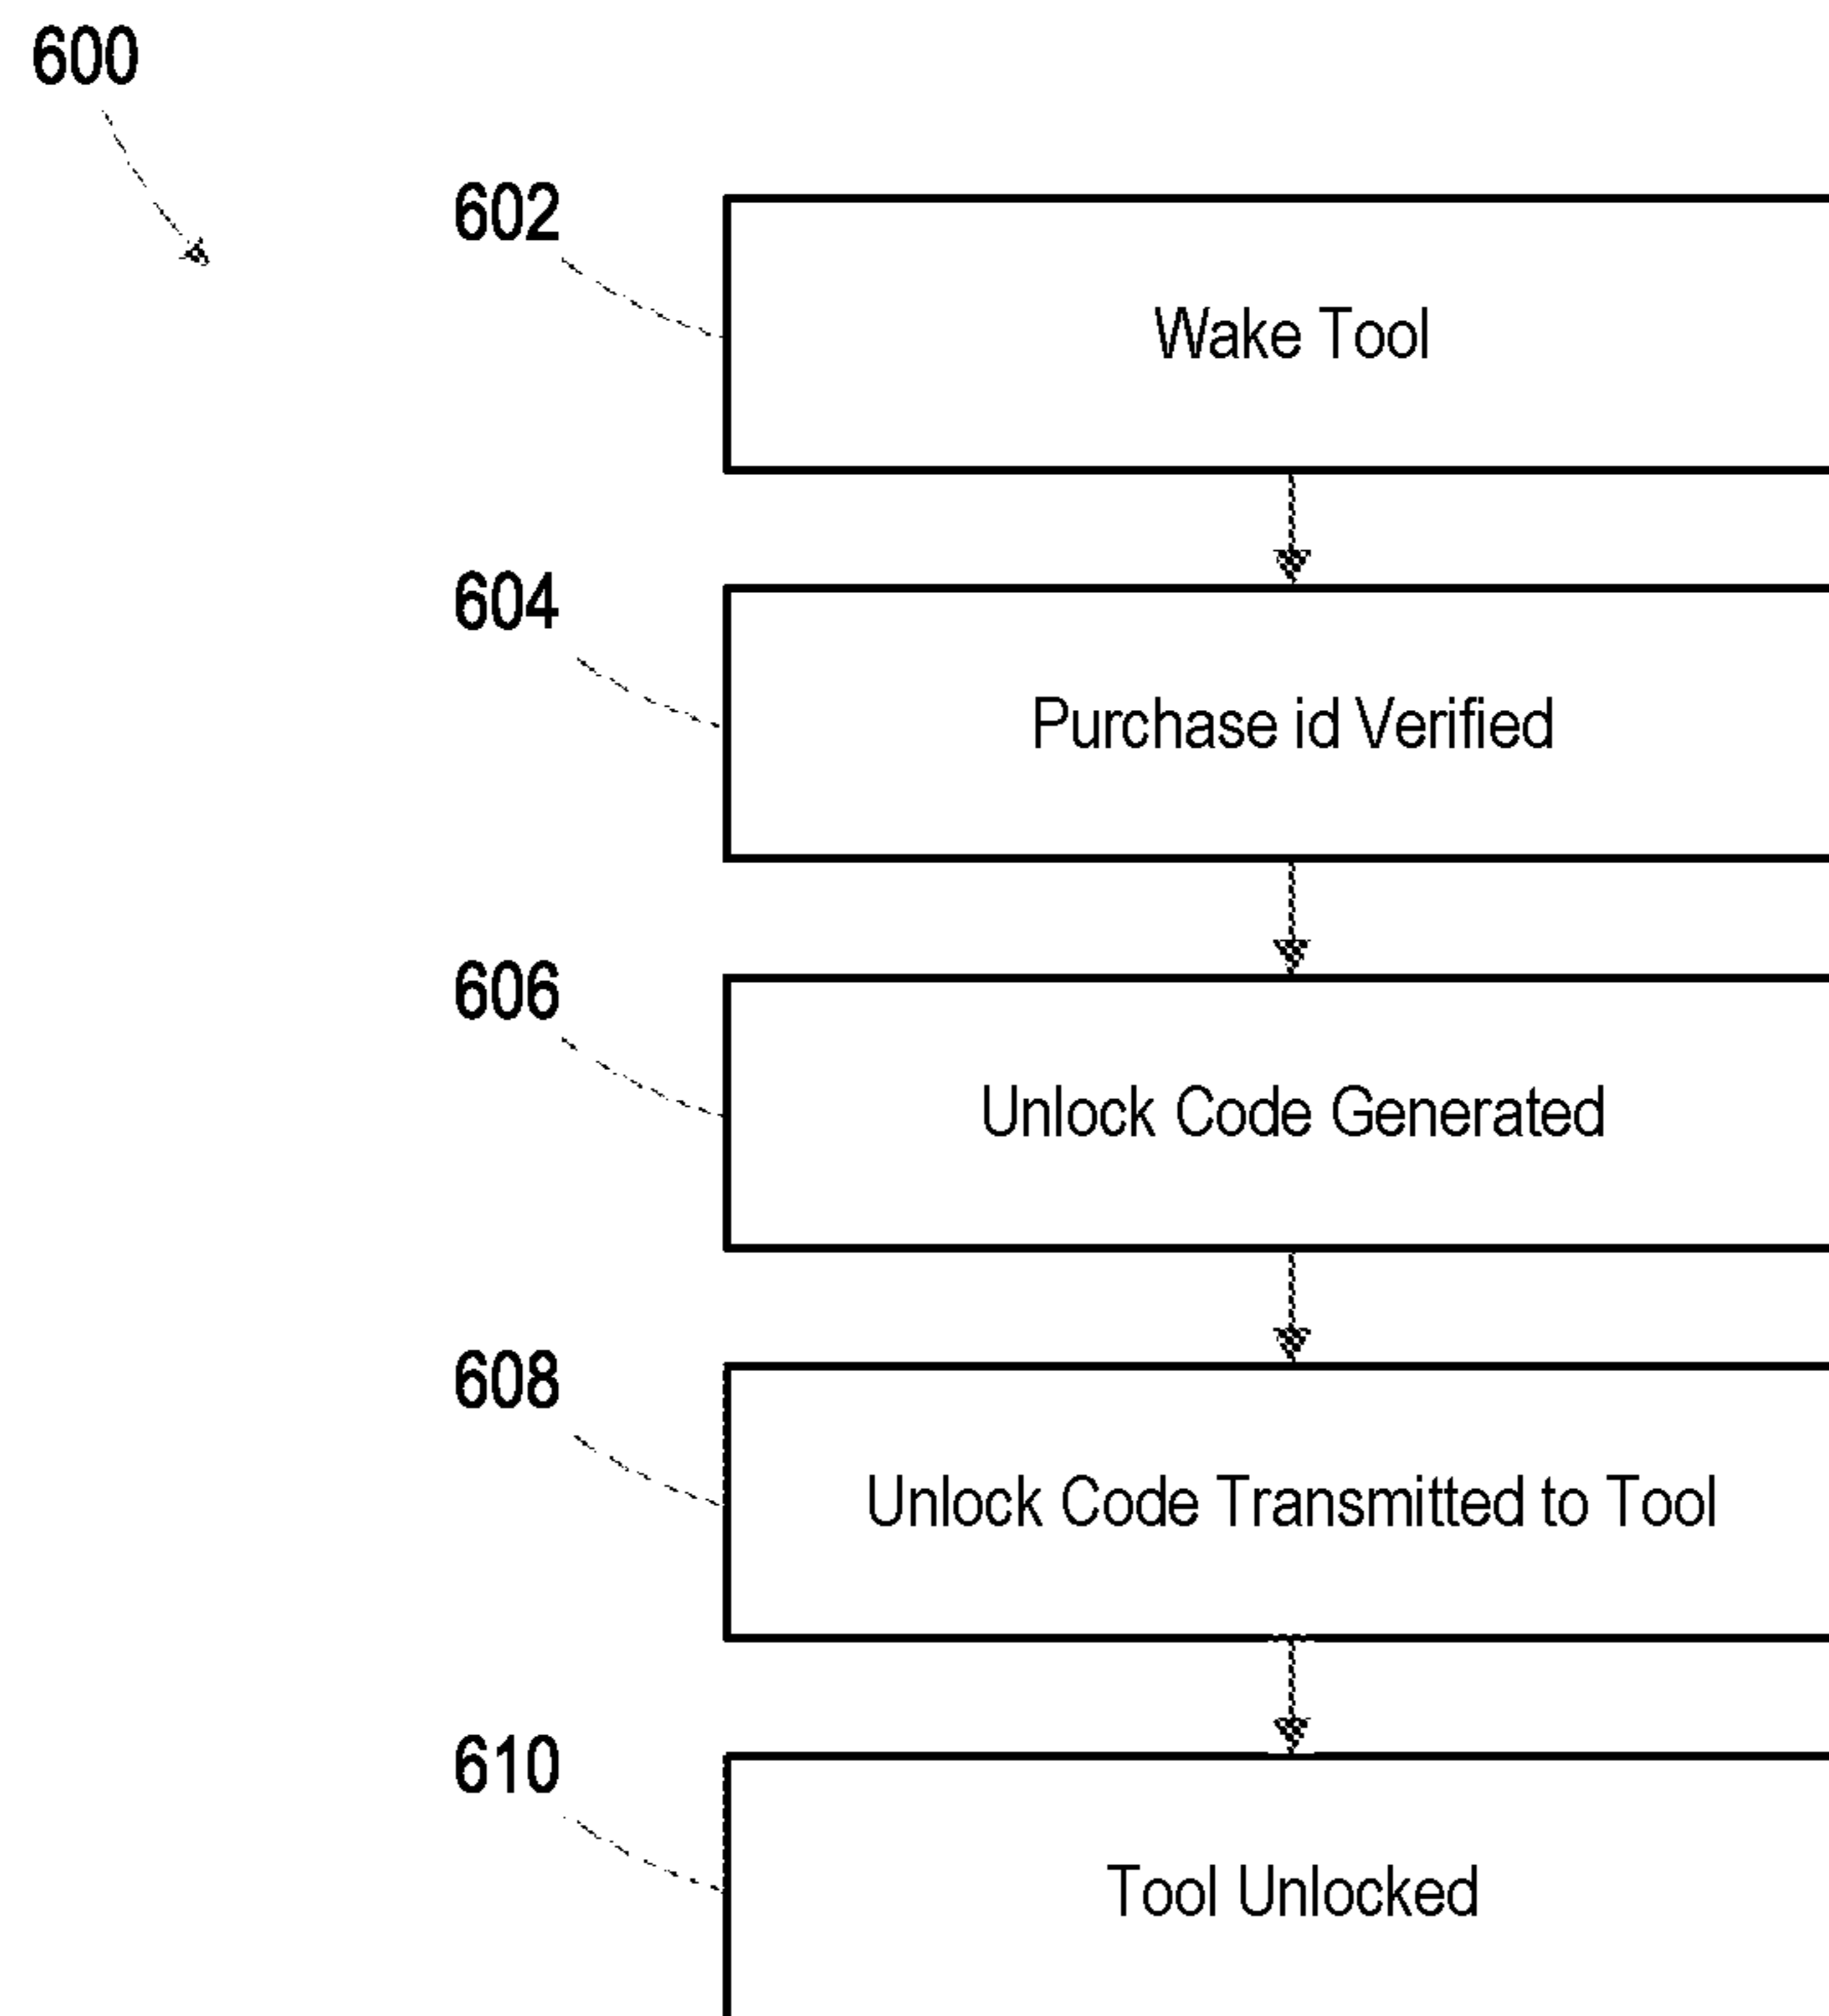 600
602
Wake Tool
604
Purchase id Verified
606
Unlock Code Generated
608
Unlock Code Transmitted to Tool
610
Tool Unlocked